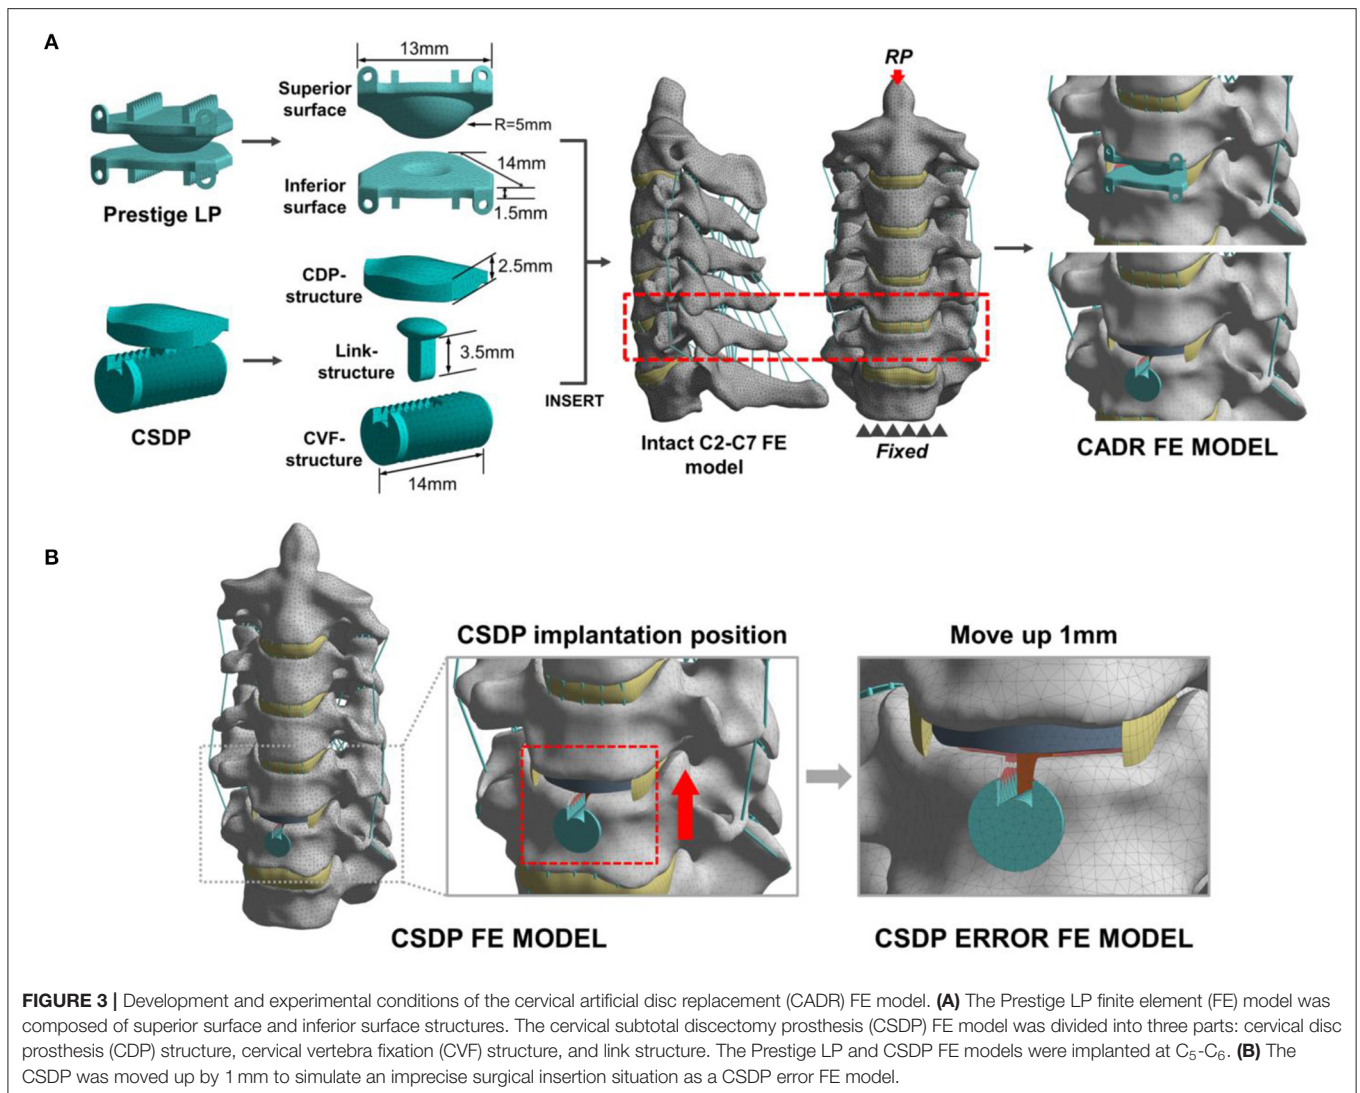 A
13mm
RP
Superior
surface
R=5mm
14mm
Inferior
surface
1.5mm
Prestige LP
CDP-
structure
2.5mm
Link-
structure
3.5mm
INSERT
CSDP
CVF-
structure
14mm
Intact C2-C7 FE
model
Fixed
CADR FE MODEL
B
CSDP implantation position
Move up 1mm
CSDP FE MODEL
CSDP ERROR FE MODEL
FIGURE 3 | Development and experimental conditions of the cervical artificial disc replacement (CADR) FE model. (A) The Prestige LP finite element (FE) model was
composed of superior surface and inferior surface structures. The cervical subtotal discectomy prosthesis (CSDP) FE model was divided into three parts: cervical disc
prosthesis (CDP) structure, cervical vertebra fixation (CVF) structure, and link structure. The Prestige LP and CSDP FE models were implanted at C₅-C₆. (B) The
CSDP was moved up by 1 mm to simulate an imprecise surgical insertion situation as a CSDP error FE model.